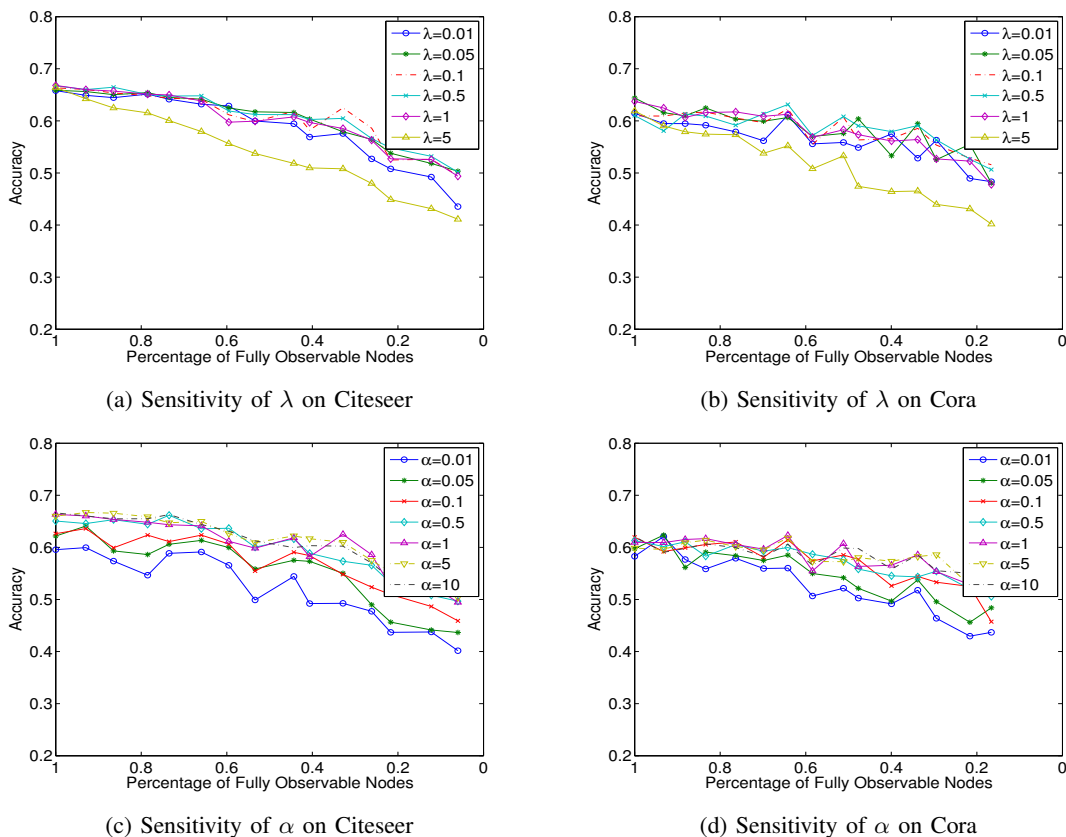 0.8
0.7
0.6
0.5
0.4
0.3
0.2
Accuracy
1
0.8
0.6
0.4
0.2
0
Percentage of Fully Observable Nodes
λ=0.01
λ=0.05
λ=0.1
λ=0.5
λ=1
λ=5
(a) Sensitivity of λ on Citeseer
0.8
0.7
0.6
0.5
0.4
0.3
0.2
Accuracy
1
0.8
0.6
0.4
0.2
0
Percentage of Fully Observable Nodes
λ=0.01
λ=0.05
λ=0.1
λ=0.5
λ=1
λ=5
(b) Sensitivity of λ on Cora
0.8
0.7
0.6
0.5
0.4
0.3
0.2
Accuracy
1
0.8
0.6
0.4
0.2
0
Percentage of Fully Observable Nodes
α=0.01
α=0.05
α=0.1
α=0.5
α=1
α=5
α=10
(c) Sensitivity of α on Citeseer
0.8
0.7
0.6
0.5
0.4
0.3
0.2
Accuracy
1
0.8
0.6
0.4
0.2
0
Percentage of Fully Observable Nodes
α=0.01
α=0.05
α=0.1
α=0.5
α=1
α=5
α=10
(d) Sensitivity of α on Cora